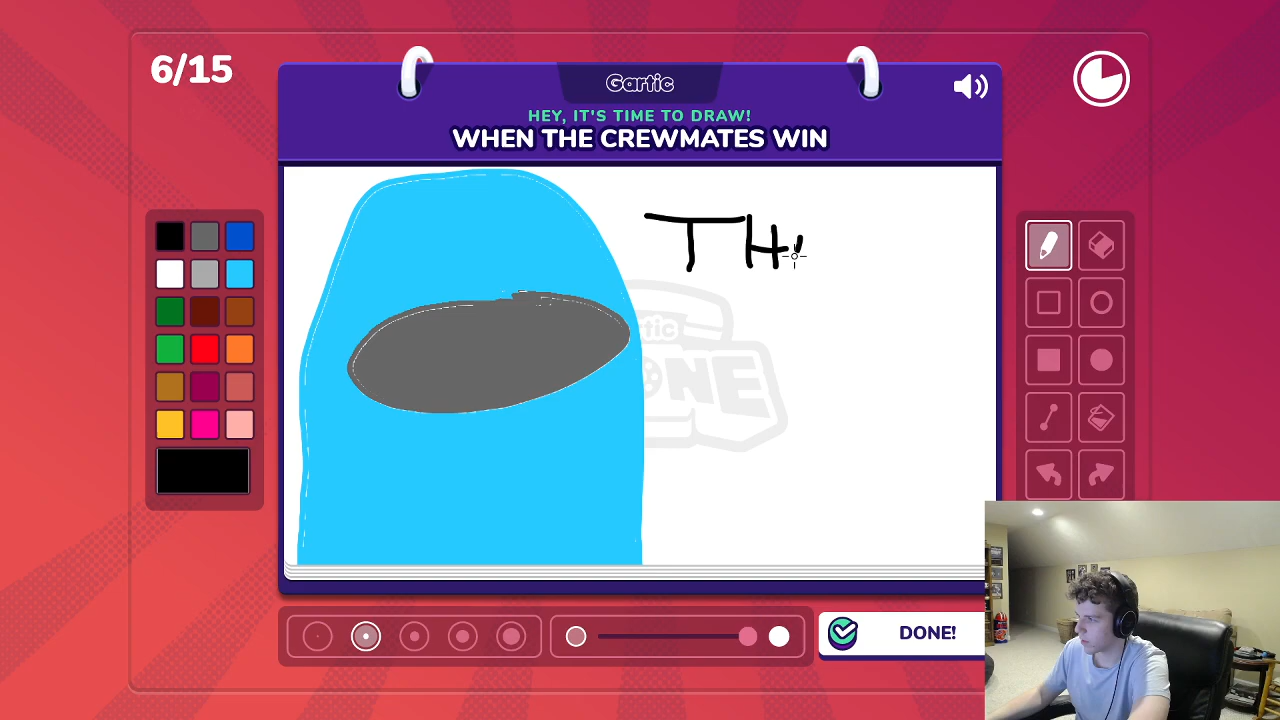 6/15
Gartic
HEY, IT'S TIME TO DRAW!
WHEN THE CREWMATES WIN
TH
DONE!